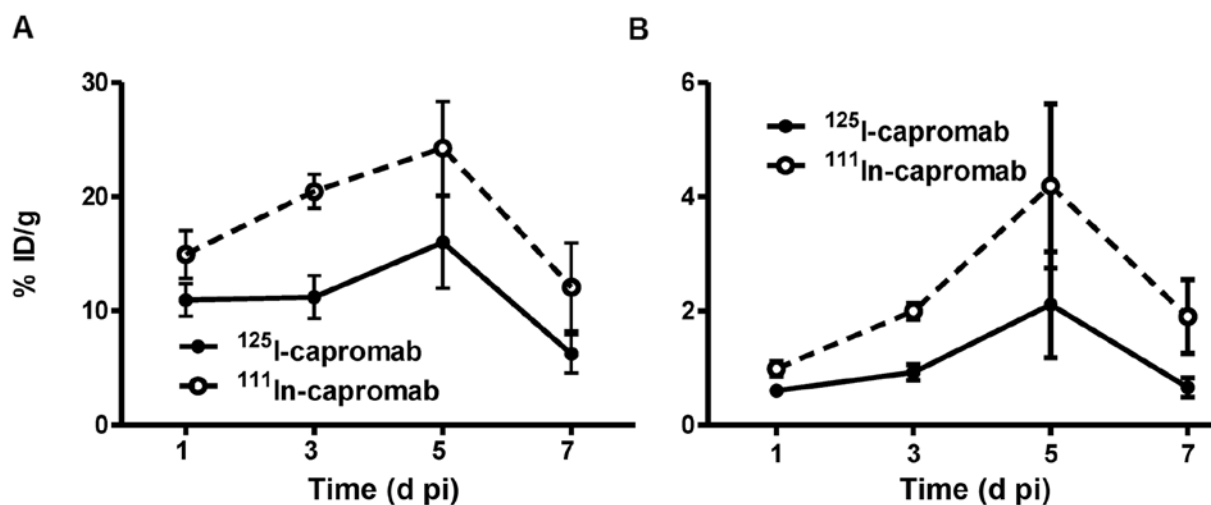 A
B
% ID/g
30
20
10
0
¹²⁵I-capromab
¹¹¹In-capromab
1 3 5 7
Time (d pi)
6
4
2
0
¹²⁵I-capromab
¹¹¹In-capromab
1 3 5 7
Time (d pi)